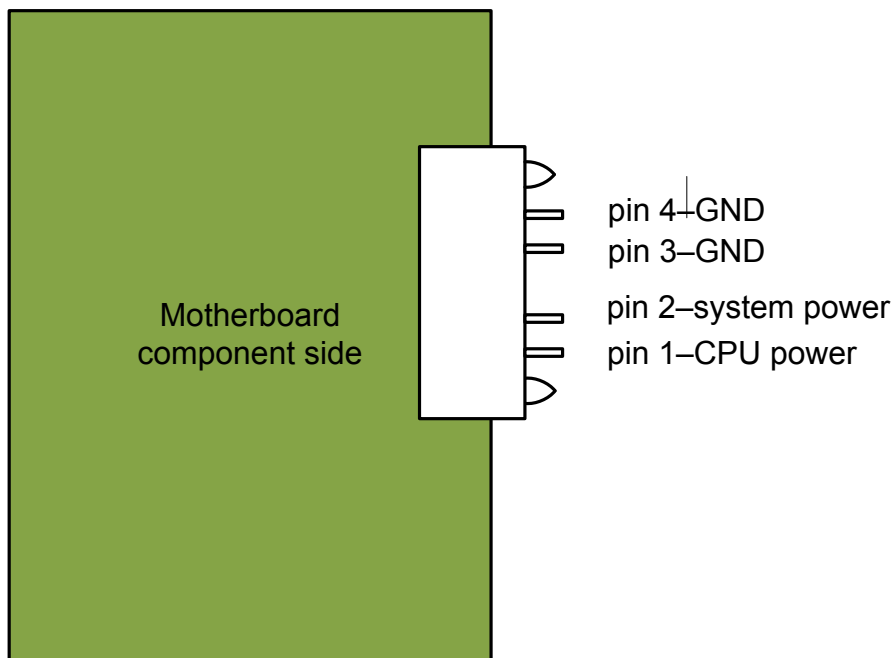 pin 4–GND
pin 3–GND
pin 2–system power
pin 1–CPU power
Motherboard
component side